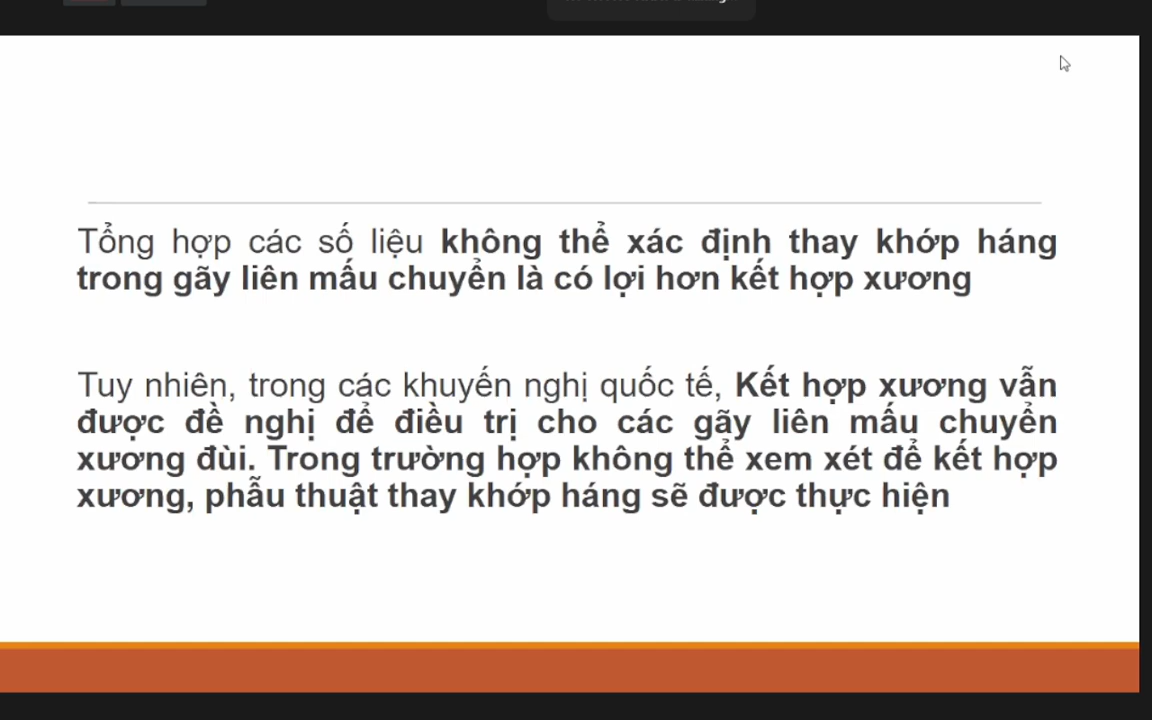 Tổng hợp các số liệu không thể xác định thay khớp háng
trong gãy liên mấu chuyển là có lợi hơn kết hợp xương
Tuy nhiên, trong các khuyến nghị quốc tế, Kết hợp xương vẫn
được đề nghị để điều trị cho các gãy liên mấu chuyển
xương đùi. Trong trường hợp không thể xem xét để kết hợp
xương, phẫu thuật thay khớp háng sẽ được thực hiện